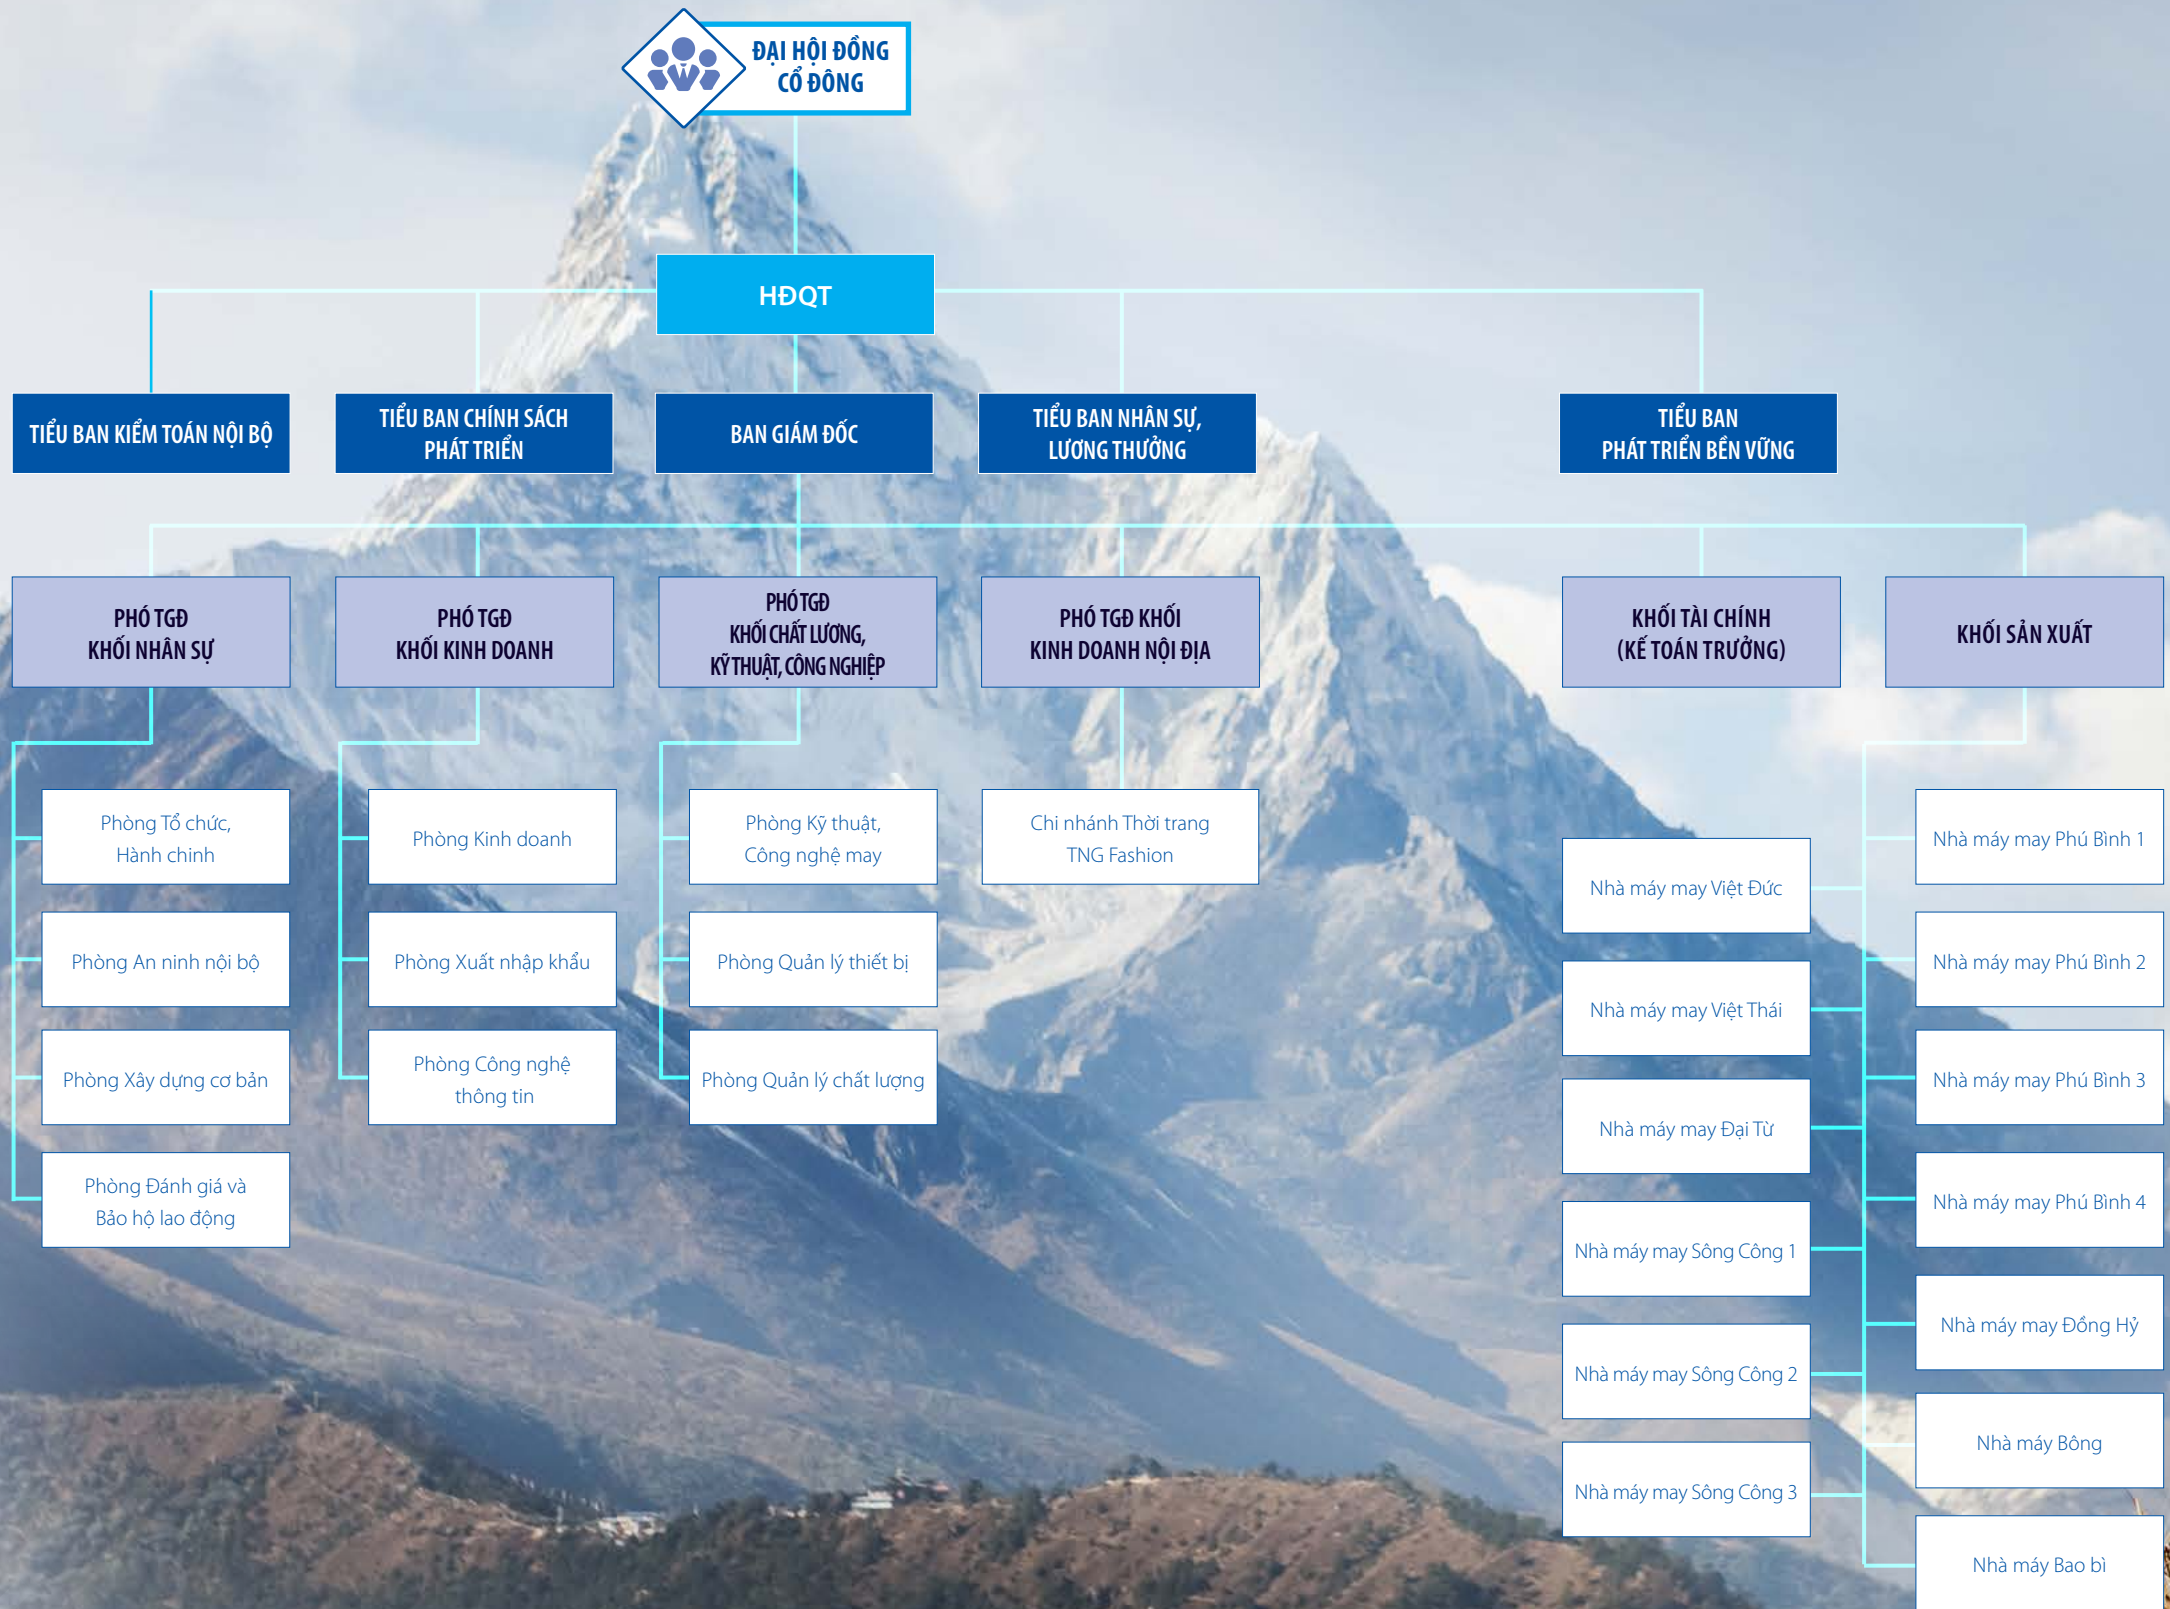 ĐẠI HỘI ĐỒNG
CỔ ĐÔNG
HĐQT
TIỂU BAN KIỂM TOÁN NỘI BỘ
TIỂU BAN CHÍNH SÁCH
PHÁT TRIỂN
BAN GIÁM ĐỐC
TIỂU BAN NHÂN SỰ,
LƯƠNG THƯỞNG
TIỂU BAN
PHÁT TRIỂN BỀN VỮNG
PHÓ TGĐ
KHỐI NHÂN SỰ
PHÓ TGĐ
KHỐI KINH DOANH
PHÓ TGĐ
KHỐI CHẤT LƯỢNG,
KỸ THUẬT, CÔNG NGHIỆP
PHÓ TGĐ KHỐI
KINH DOANH NỘI ĐỊA
KHỐI TÀI CHÍNH
(KẾ TOÁN TRƯỞNG)
KHỐI SẢN XUẤT
Phòng Tổ chức,
Hành chinh
Phòng An ninh nội bộ
Phòng Xây dựng cơ bản
Phòng Đánh giá và
Bảo hộ lao động
Phòng Kinh doanh
Phòng Xuất nhập khẩu
Phòng Công nghệ
thông tin
Phòng Kỹ thuật,
Công nghệ may
Phòng Quản lý thiết bị
Phòng Quản lý chất lượng
Chi nhánh Thời trang
TNG Fashion
Nhà máy may Việt Đức
Nhà máy may Việt Thái
Nhà máy may Đại Từ
Nhà máy may Sông Công 1
Nhà máy may Sông Công 2
Nhà máy may Sông Công 3
Nhà máy may Phú Bình 1
Nhà máy may Phú Bình 2
Nhà máy may Phú Bình 3
Nhà máy may Phú Bình 4
Nhà máy may Đồng Hỷ
Nhà máy Bông
Nhà máy Bao bì